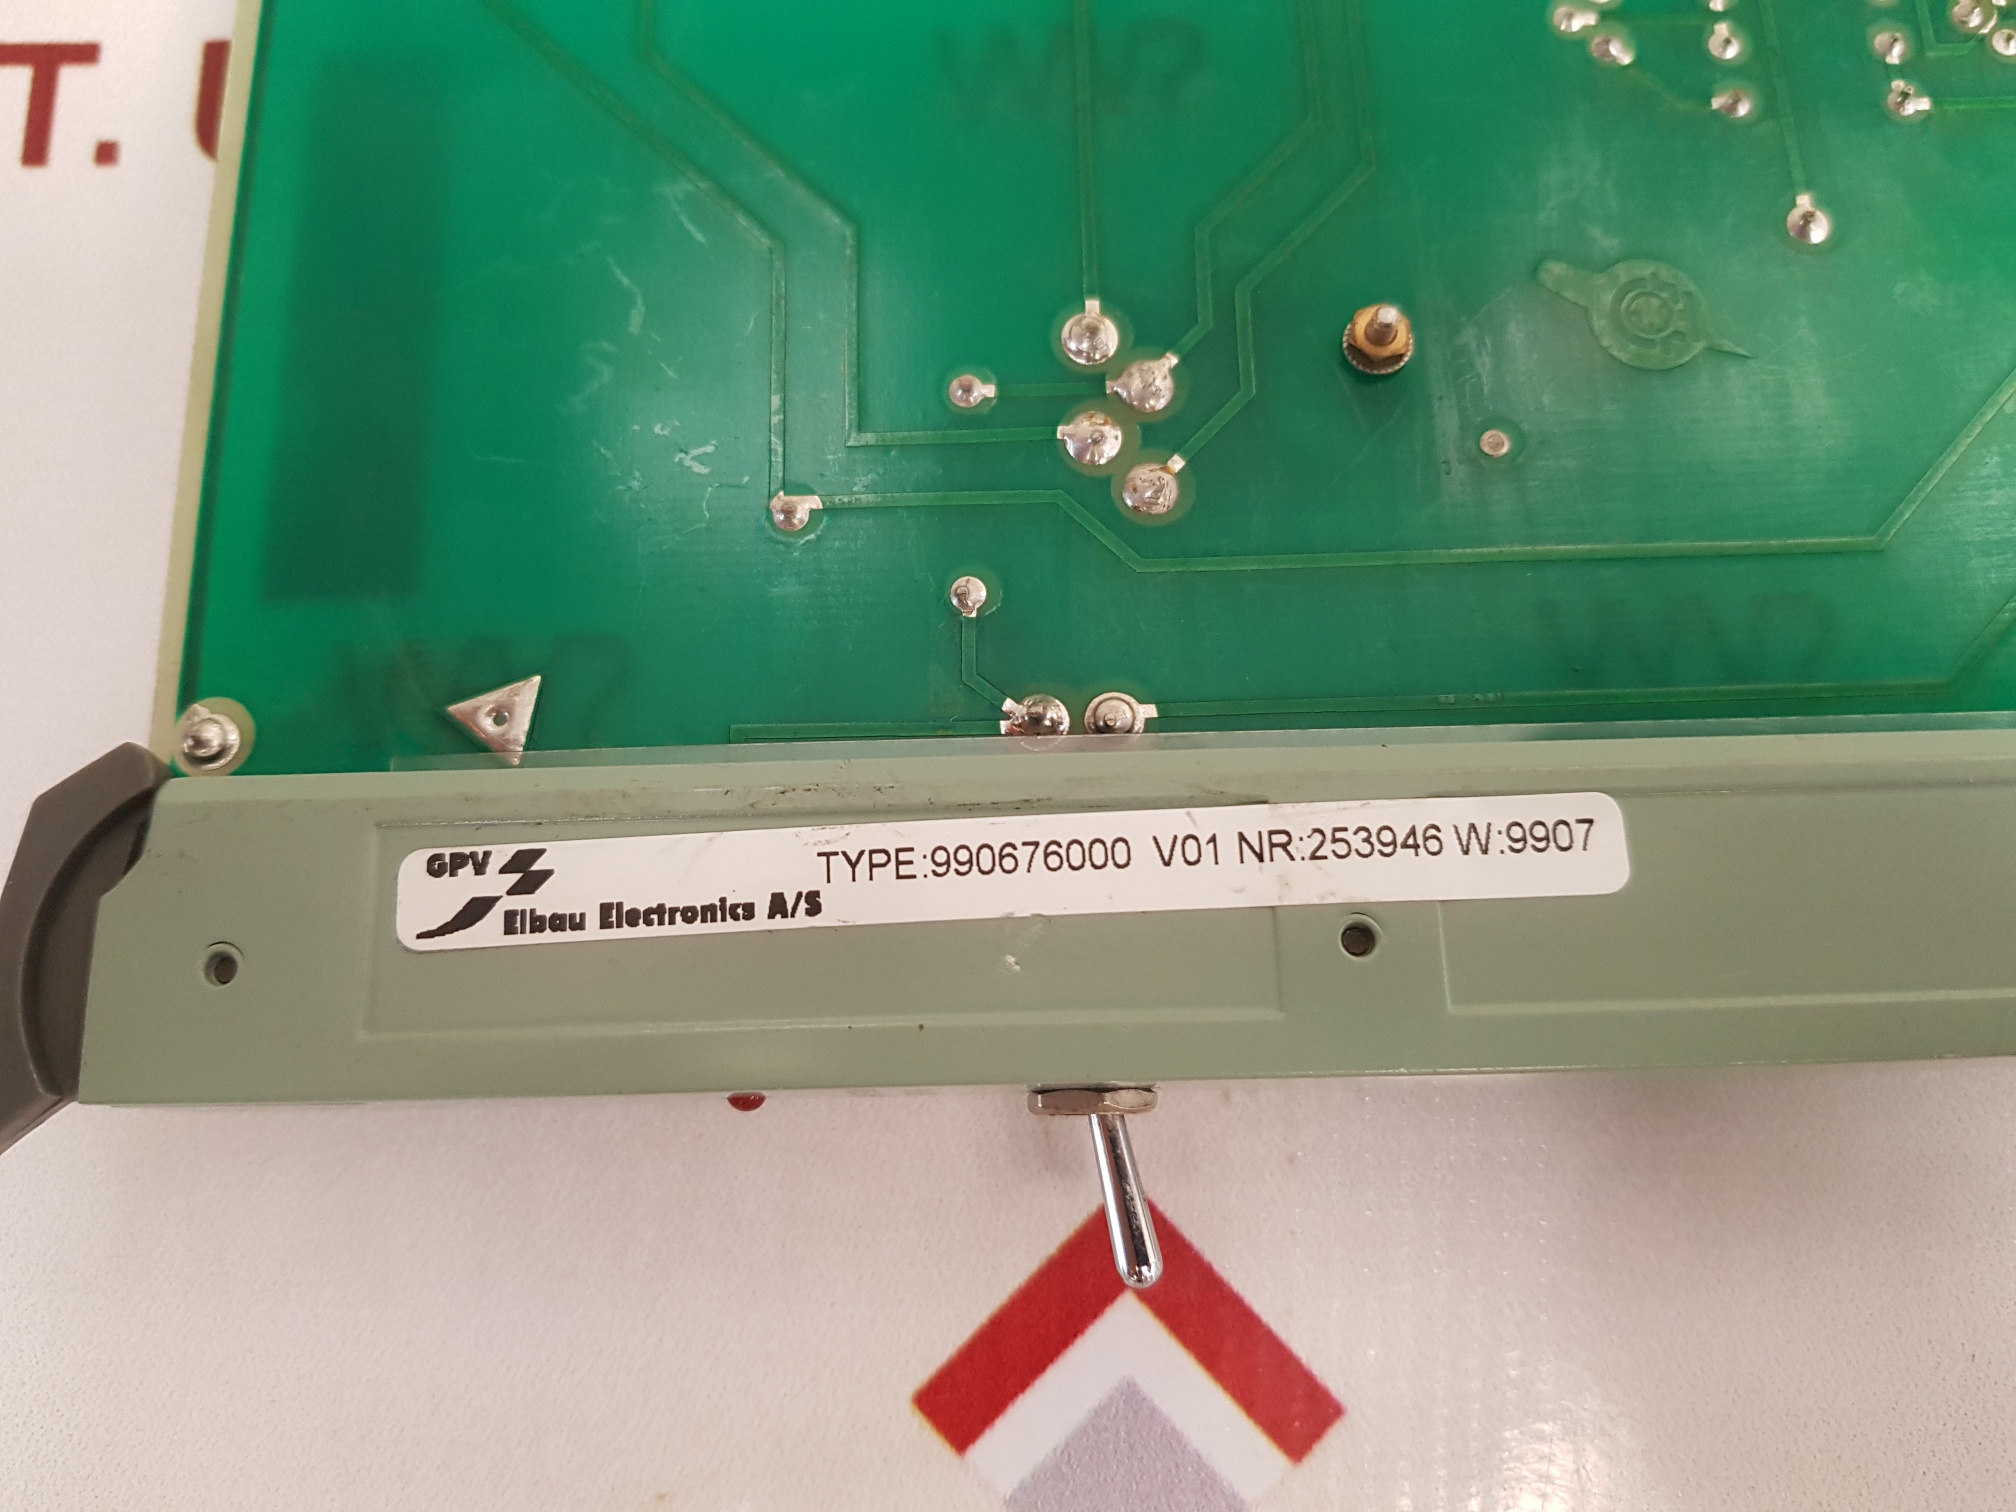 T. U
GPV
TYPE:990676000 V01 NR:253946 W:9907
Elbau Electronics A/S